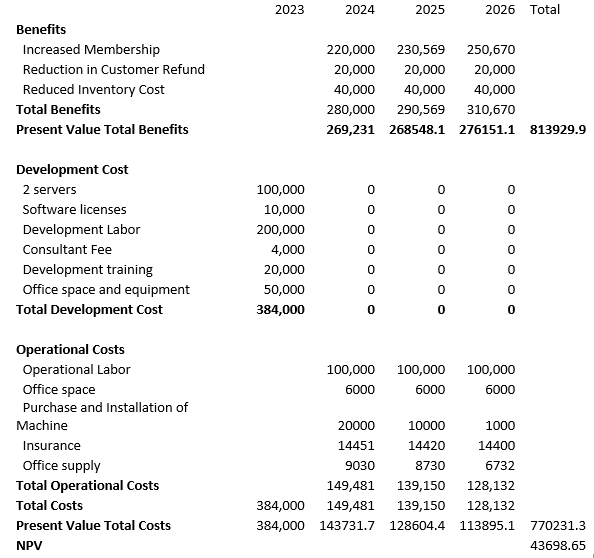 2023 2024 2025 2026 Total
Benefits
Increased Membership 220,000 230,569 250,670
Reduction in Customer Refund 20,000 20,000 20,000
Reduced Inventory Cost 40,000 40,000 40,000
Total Benefits 280,000 290,569 310,670
Present Value Total Benefits 269,231 268548.1 276151.1 813929.9
Development Cost
2 servers 100,000 0 0 0
Software licenses 10,000 0 0 0
Development Labor 200,000 0 0 0
Consultant Fee 4,000 0 0 0
Development training 20,000 0 0 0
Office space and equipment 50,000 0 0 0
Total Development Cost 384,000 0 0 0
Operational Costs
Operational Labor 100,000 100,000 100,000
Office space 6000 6000 6000
Purchase and Installation of
Machine 20000 10000 1000
Insurance 14451 14420 14400
Office supply 9030 8730 6732
Total Operational Costs 149,481 139,150 128,132
Total Costs 384,000 149,481 139,150 128,132
Present Value Total Costs 384,000 143731.7 128604.4 113895.1 770231.3
NPV 43698.65